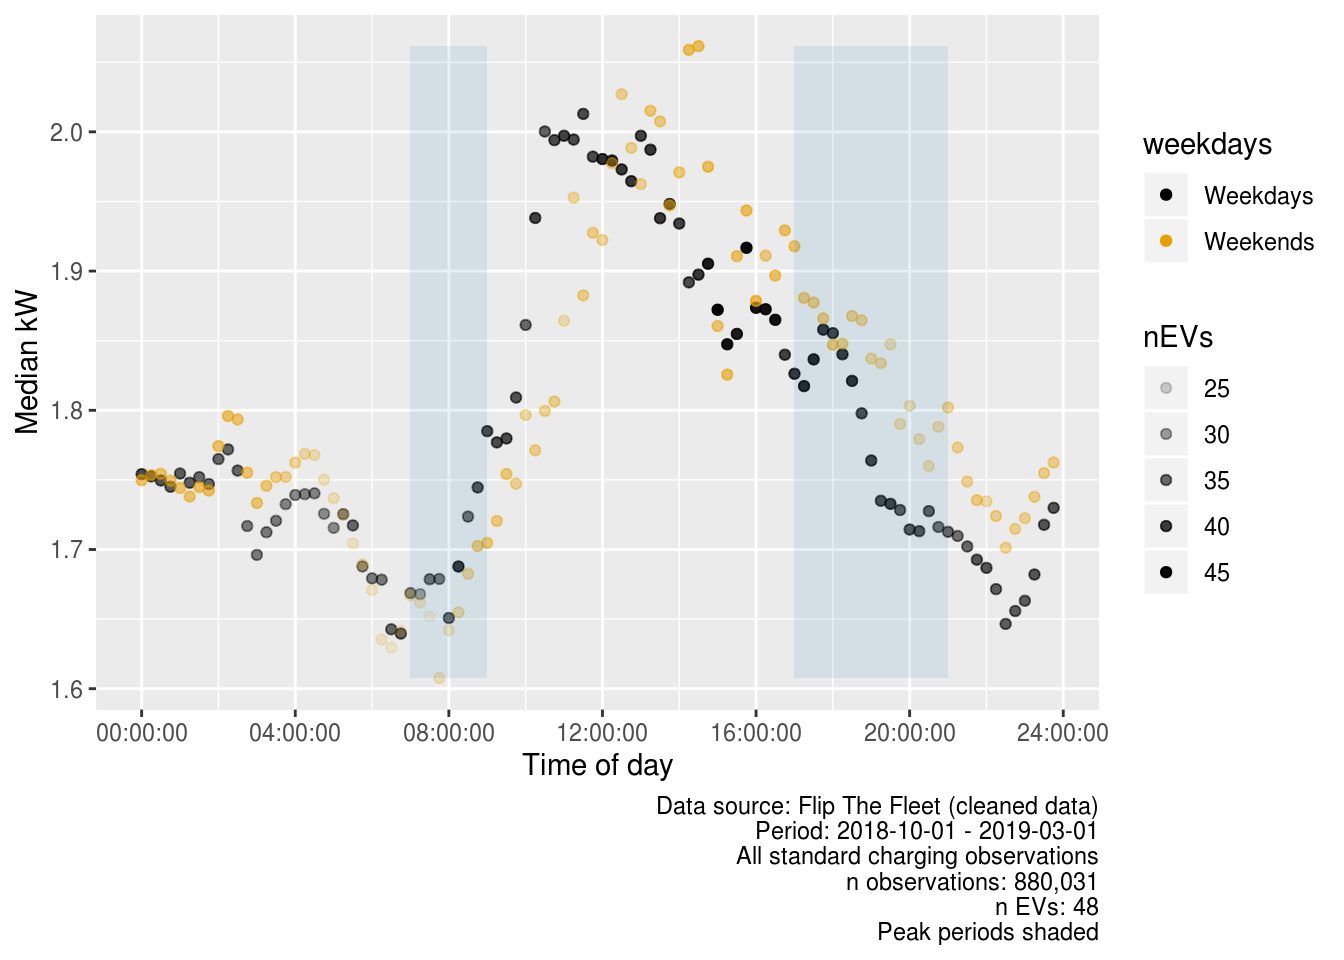 2.0
1.9
1.8
1.7
1.6
Median kW
00:00:00 04:00:00 08:00:00 12:00:00 16:00:00 20:00:00 24:00:00
Time of day
weekdays
Weekdays
Weekends
nEVs
25
30
35
40
45
Data source: Flip The Fleet (cleaned data)
Period: 2018-10-01 - 2019-03-01
All standard charging observations
n observations: 880,031
n EVs: 48
Peak periods shaded